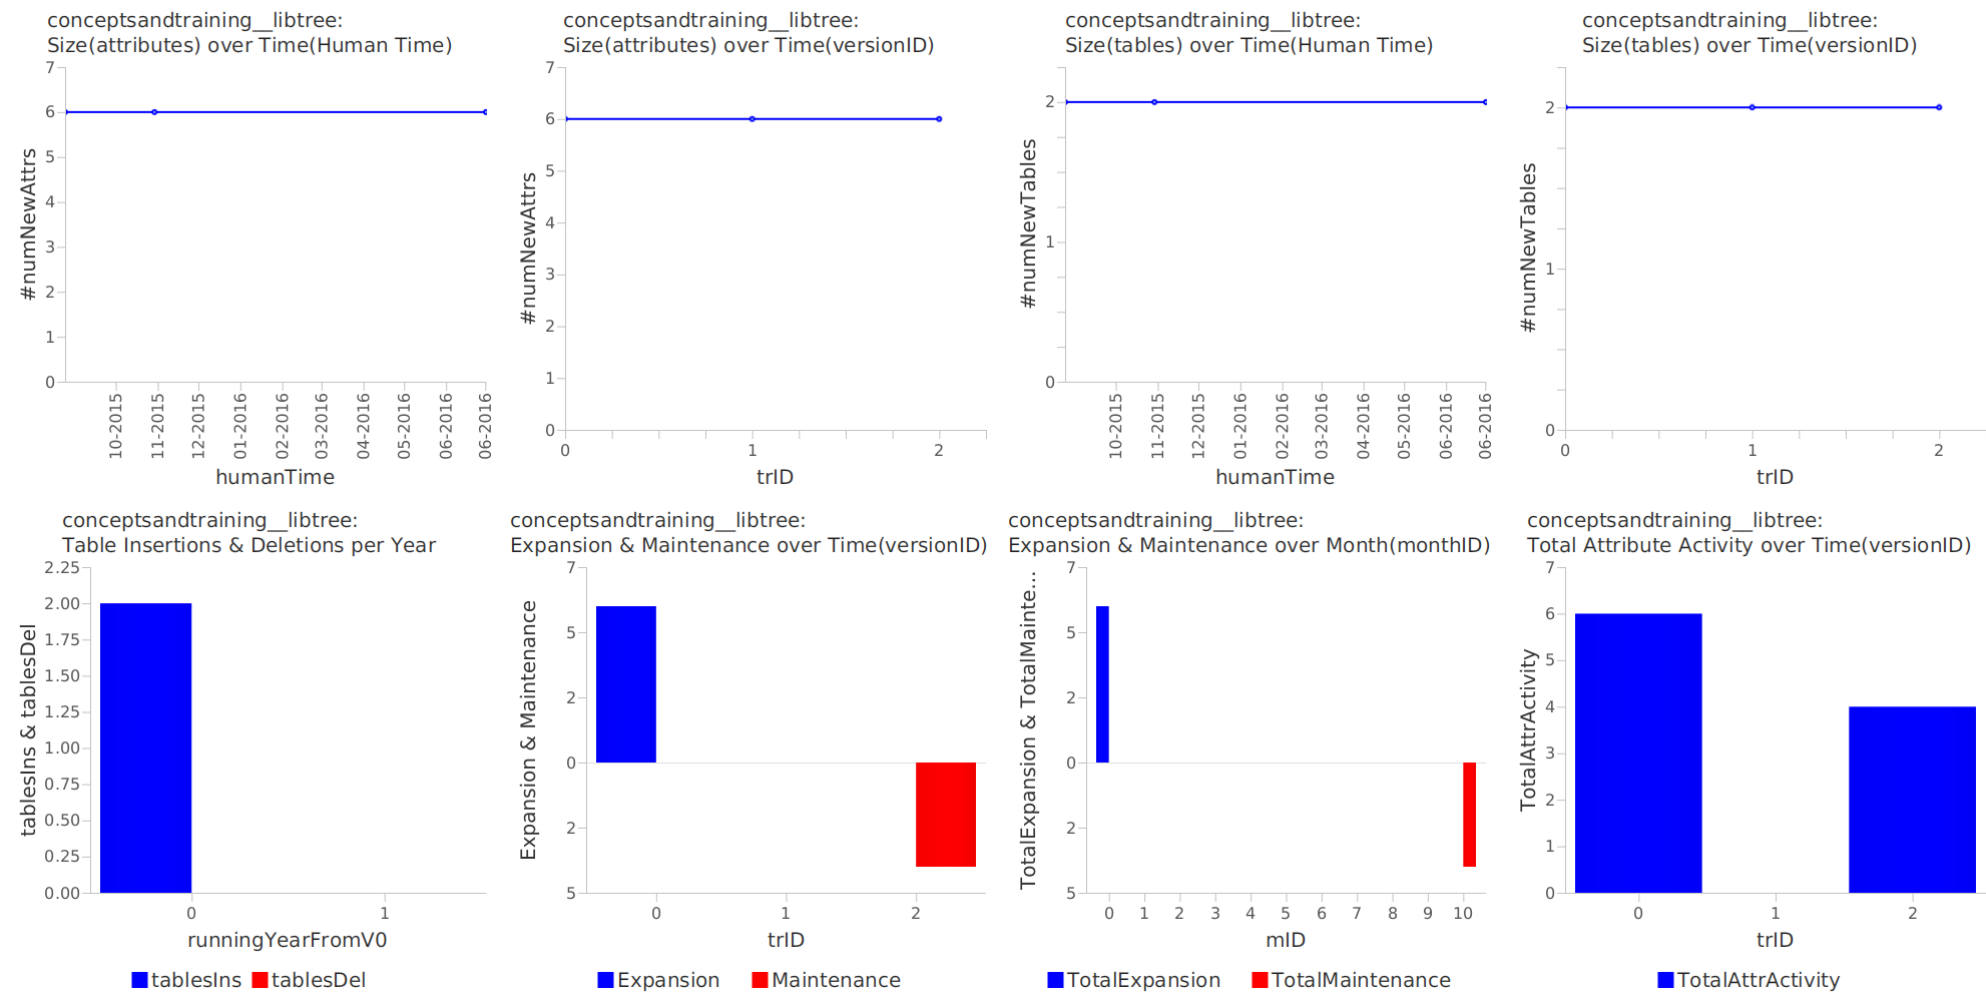 conceptsandtraining__libtree:
Size(attributes) over Time(Human Time)
7
6
5
4
3
2
1
0
#numNewAttrs
10-2015
11-2015
12-2015
01-2016
02-2016
03-2016
04-2016
05-2016
06-2016
06-2016
humanTime
conceptsandtraining__libtree:
Size(attributes) over Time(versionID)
7
6
5
4
3
2
1
0
#numNewAttrs
0
1
2
trID
conceptsandtraining__libtree:
Size(tables) over Time(Human Time)
2
1
0
#numNewTables
10-2015
11-2015
12-2015
01-2016
02-2016
03-2016
04-2016
05-2016
06-2016
06-2016
humanTime
conceptsandtraining__libtree:
Size(tables) over Time(versionID)
2
1
0
#numNewTables
0
1
2
trID
conceptsandtraining__libtree:
Table Insertions & Deletions per Year
2.25
2.00
1.75
1.50
1.25
1.00
0.75
0.50
0.25
0.00
tablesIns & tablesDel
0
1
runningYearFromV0
tablesIns
tablesDel
conceptsandtraining__libtree:
Expansion & Maintenance over Time(versionID)
7
5
2
0
2
5
Expansion & Maintenance
0
1
2
trID
Expansion
Maintenance
conceptsandtraining__libtree:
Expansion & Maintenance over Month(monthID)
7
5
2
0
2
5
TotalExpansion & TotalMainte...
0
1
2
3
4
5
6
7
8
9
10
mID
TotalExpansion
TotalMaintenance
conceptsandtraining__libtree:
Total Attribute Activity over Time(versionID)
7
6
5
4
3
2
1
0
TotalAttrActivity
0
1
2
trID
TotalAttrActivity